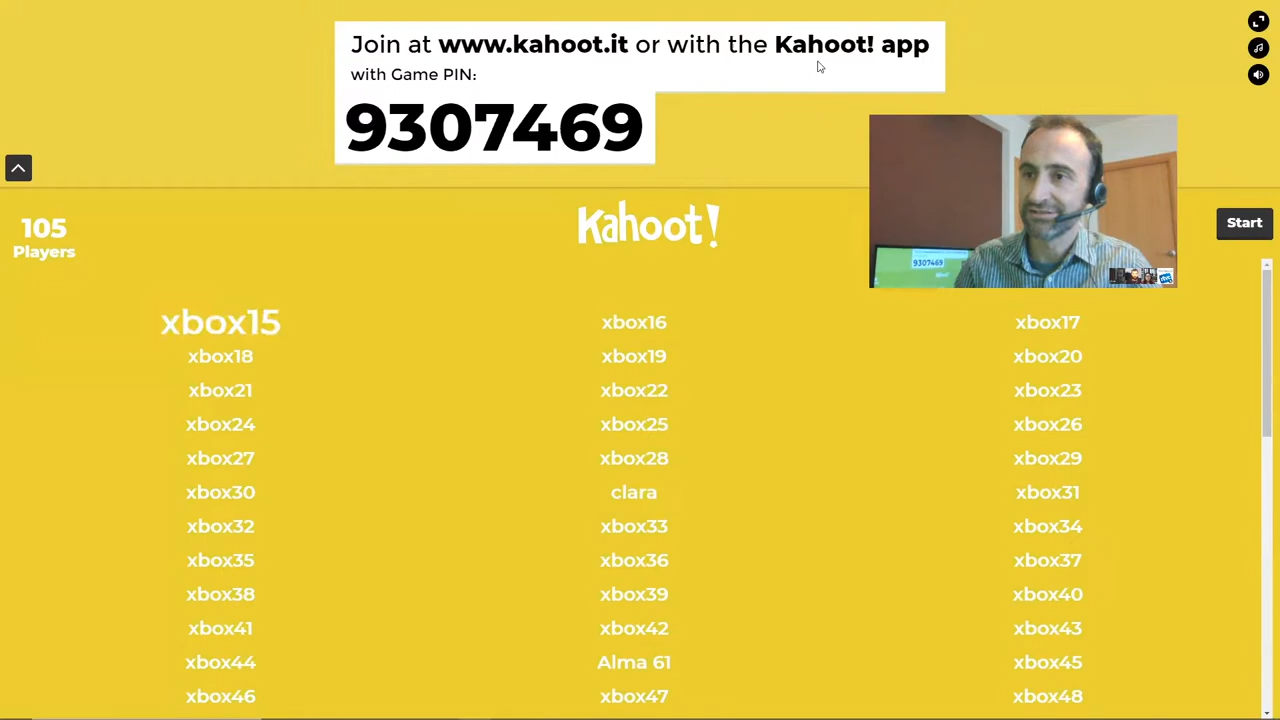 Join at www.kahoot.it or with the Kahoot! app
with Game PIN:
9307469
105
Players
Kahoot!
Start
9307469
xbox15 xbox16 xbox17
xbox18 xbox19 xbox20
xbox21 xbox22 xbox23
xbox24 xbox25 xbox26
xbox27 xbox28 xbox29
xbox30 clara xbox31
xbox32 xbox33 xbox34
xbox35 xbox36 xbox37
xbox38 xbox39 xbox40
xbox41 xbox42 xbox43
xbox44 Alma 61 xbox45
xbox46 xbox47 xbox48